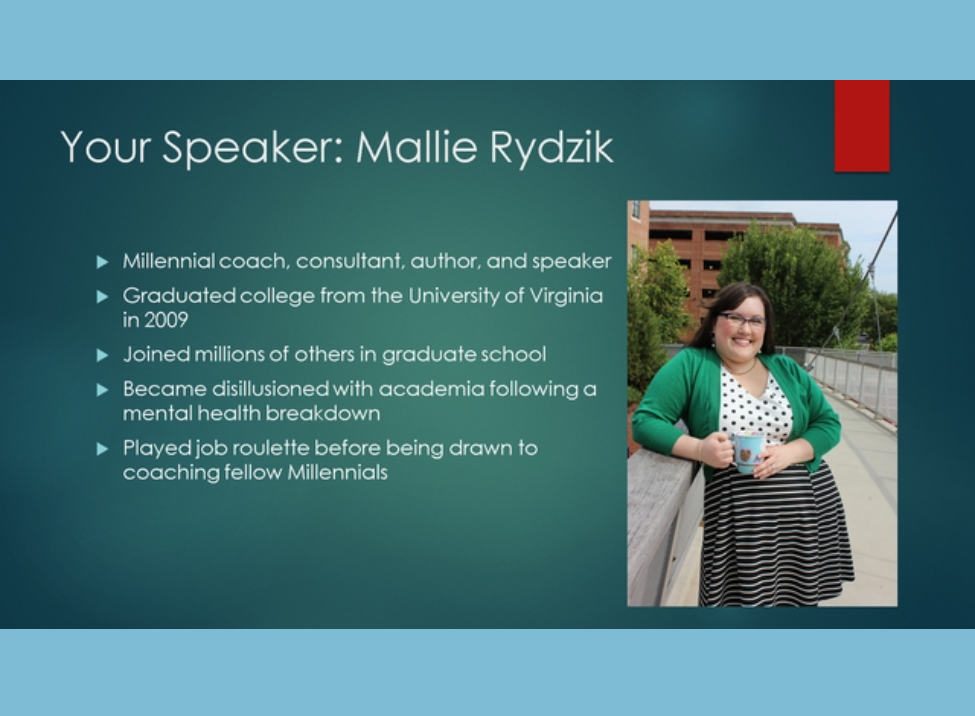 Your Speaker: Mallie Rydzik
Millennial coach, consultant, author, and speaker
Graduated college from the University of Virginia
in 2009
Joined millions of others in graduate school
Became disillusioned with academia following a
mental health breakdown
Played job roulette before being drawn to
coaching fellow Millennials